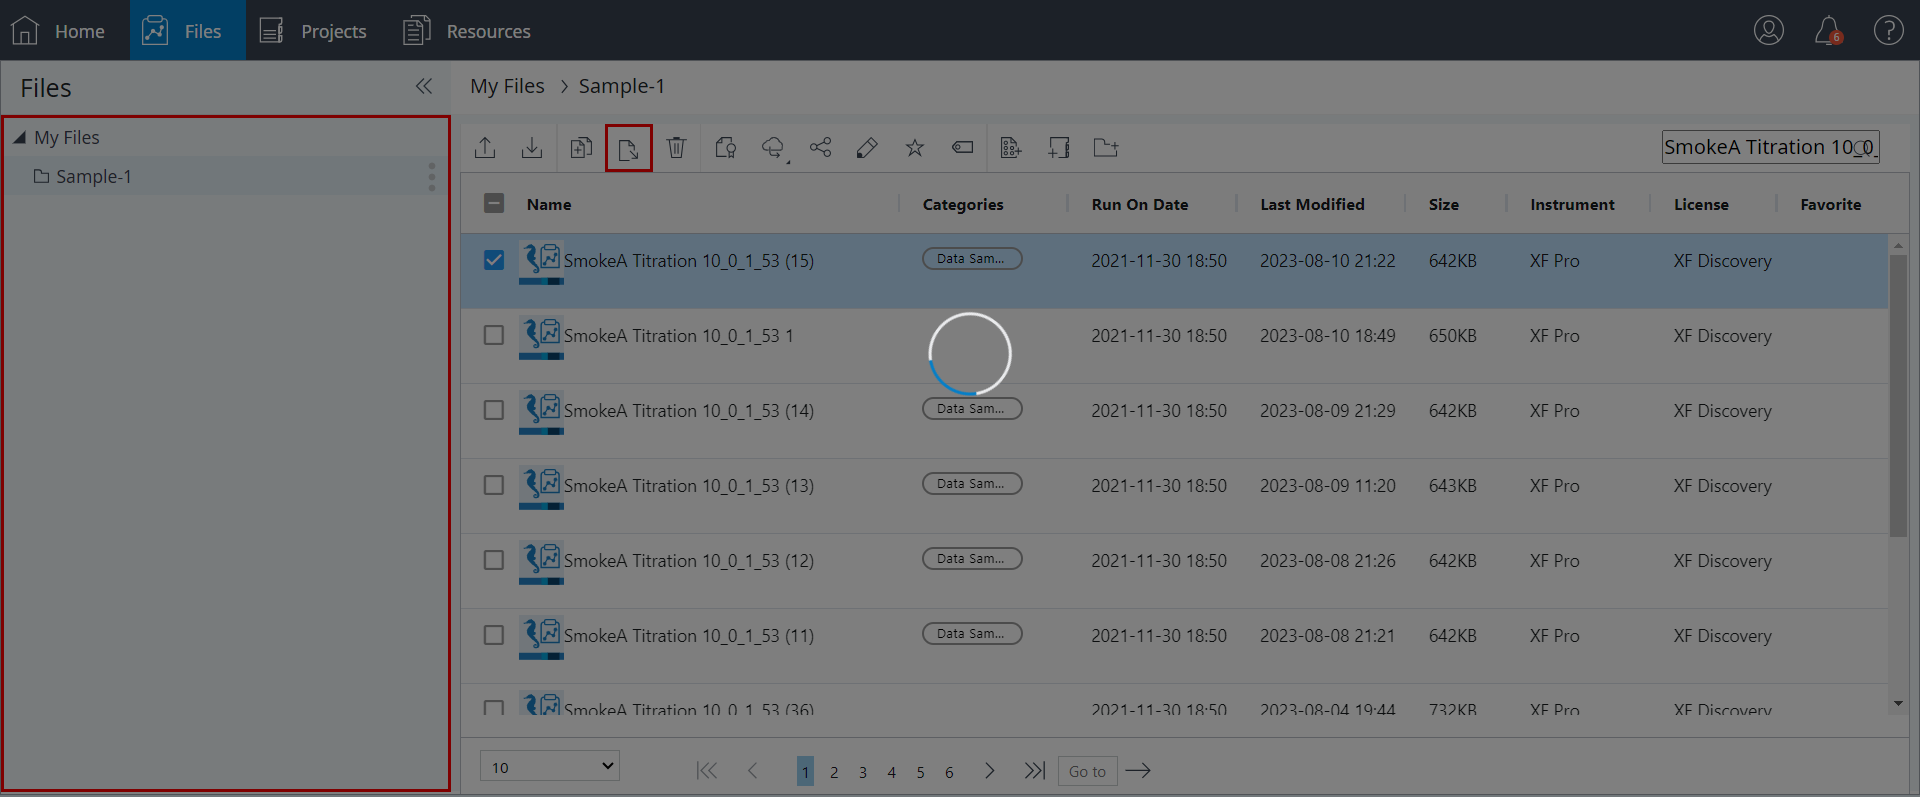 Home Files Projects Resources 6
Files
My Files > Sample-1
My Files
Sample-1
SmokeA Titration 10_0_
Name Categories Run On Date Last Modified Size Instrument License Favorite
SmokeA Titration 10_0_1_53 (15) Data Sam... 2021-11-30 18:50 2023-08-10 21:22 642KB XF Pro XF Discovery
SmokeA Titration 10_0_1_53 1 2021-11-30 18:50 2023-08-10 18:49 650KB XF Pro XF Discovery
SmokeA Titration 10_0_1_53 (14) Data Sam... 2021-11-30 18:50 2023-08-09 21:29 642KB XF Pro XF Discovery
SmokeA Titration 10_0_1_53 (13) Data Sam... 2021-11-30 18:50 2023-08-09 11:20 643KB XF Pro XF Discovery
SmokeA Titration 10_0_1_53 (12) Data Sam... 2021-11-30 18:50 2023-08-08 21:26 642KB XF Pro XF Discovery
SmokeA Titration 10_0_1_53 (11) Data Sam... 2021-11-30 18:50 2023-08-08 21:21 642KB XF Pro XF Discovery
SmokeA Titration 10_0_1_53 (36) 2021-11-30 18:50 2023-08-04 19:44 732KB XF Pro XF Discovery
10 1 2 3 4 5 6 Go to